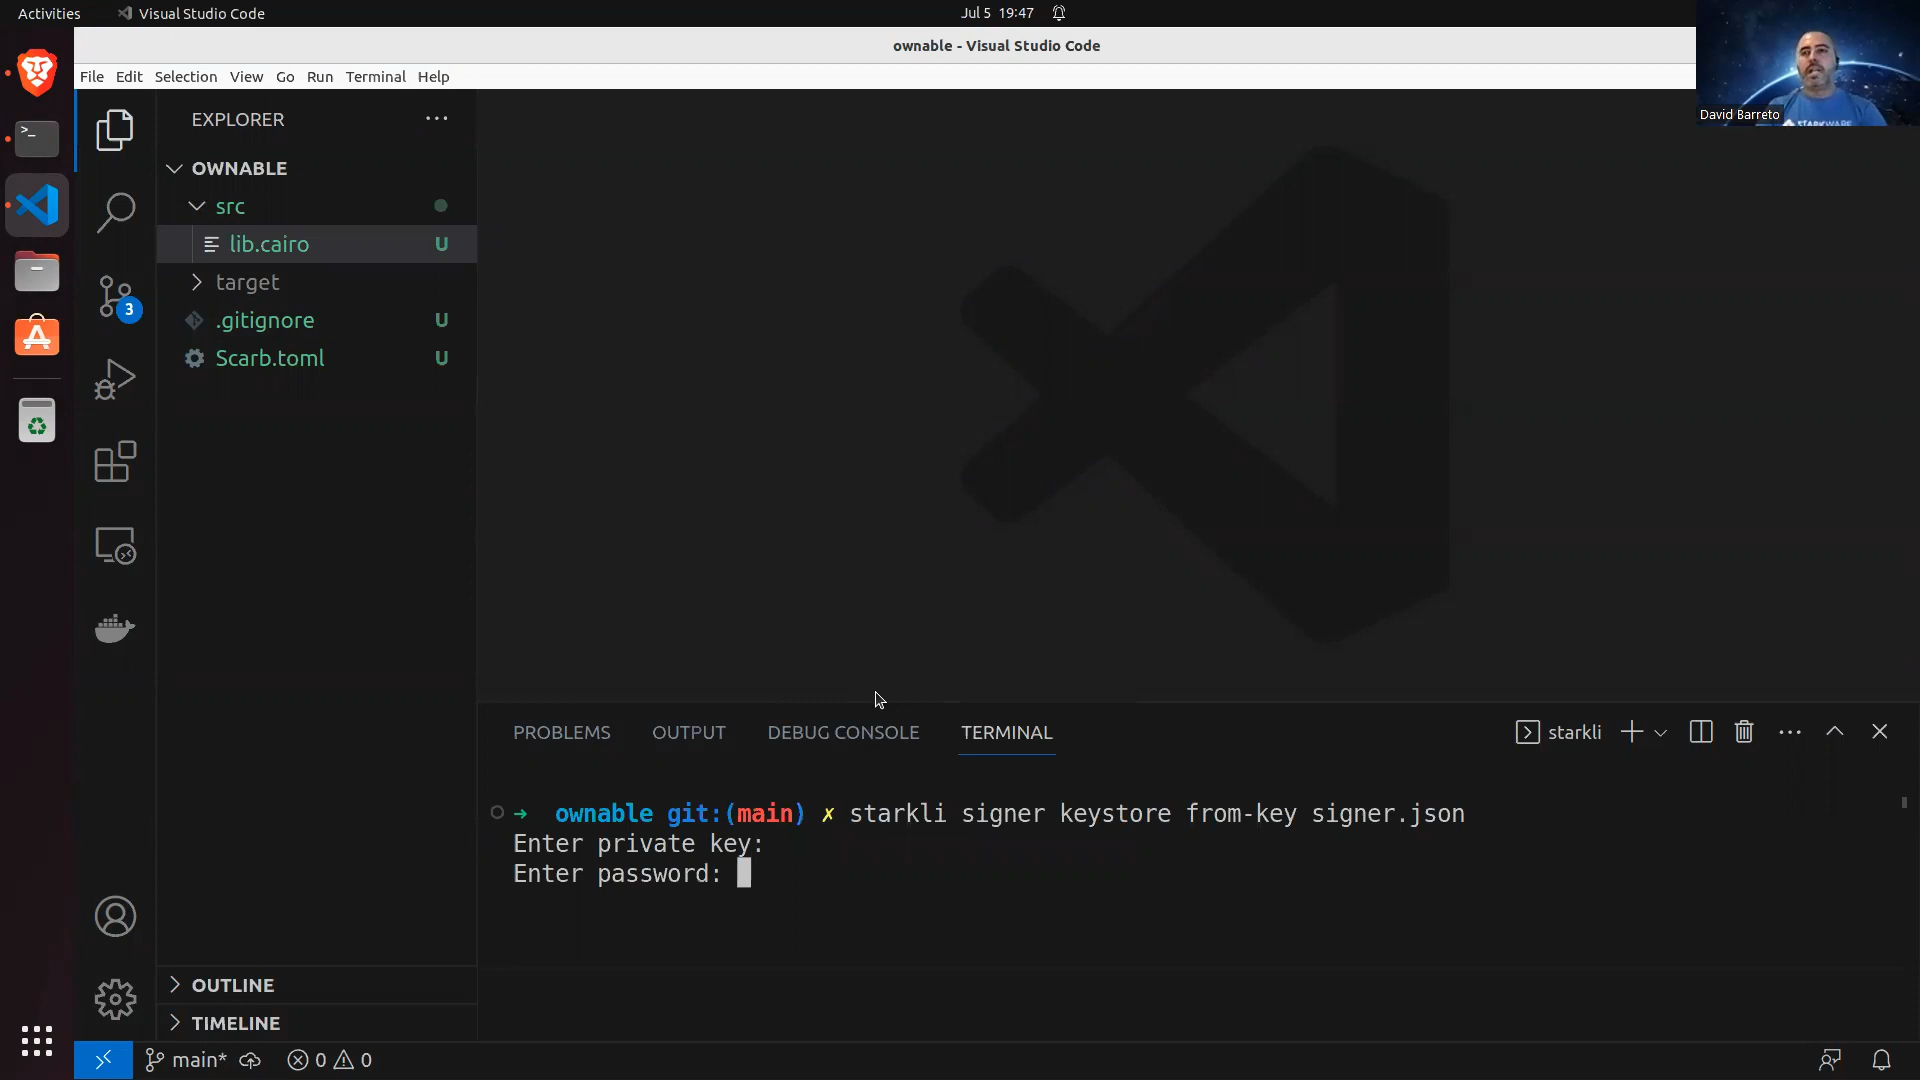 Activities
Visual Studio Code
Jul 5 19:47
ownable - Visual Studio Code
File Edit Selection View Go Run Terminal Help
David Barreto
STARKWARE
EXPLORER
OWNABLE
src
lib.cairo U
target
.gitignore U
Scarb.toml U
3
PROBLEMS OUTPUT DEBUG CONSOLE TERMINAL
starkli
→ ownable git:(main) ✗ starkli signer keystore from-key signer.json
Enter private key:
Enter password:
OUTLINE
TIMELINE
main* 0 0